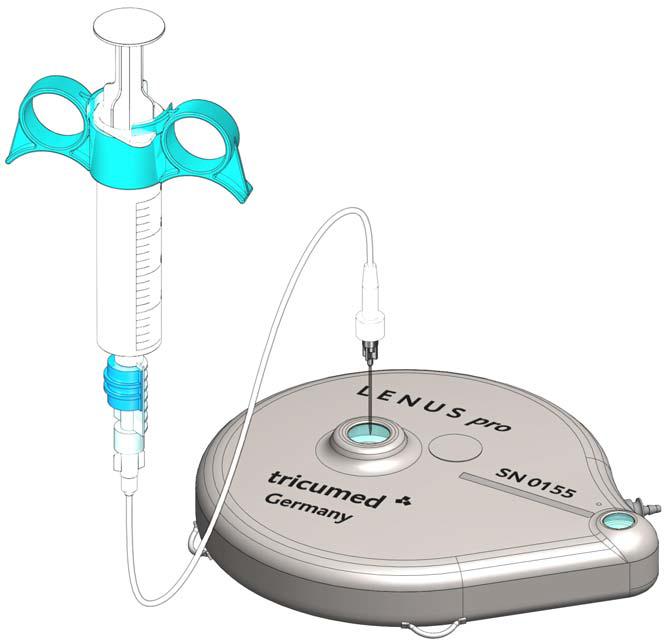 LENUS pro
SN 0155
tricumed
Germany